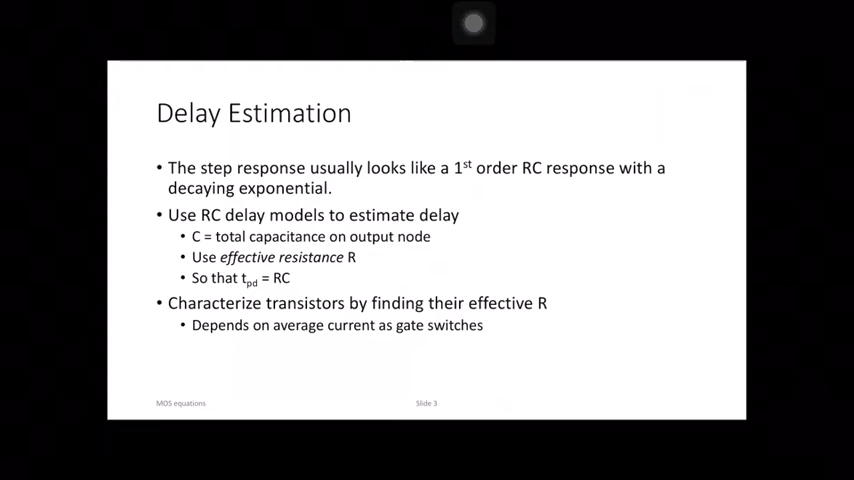 Delay Estimation
• The step response usually looks like a 1st order RC response with a
decaying exponential.
• Use RC delay models to estimate delay
• C = total capacitance on output node
• Use effective resistance R
• So that tpd = RC
• Characterize transistors by finding their effective R
• Depends on average current as gate switches
MOS equations
Slide 3